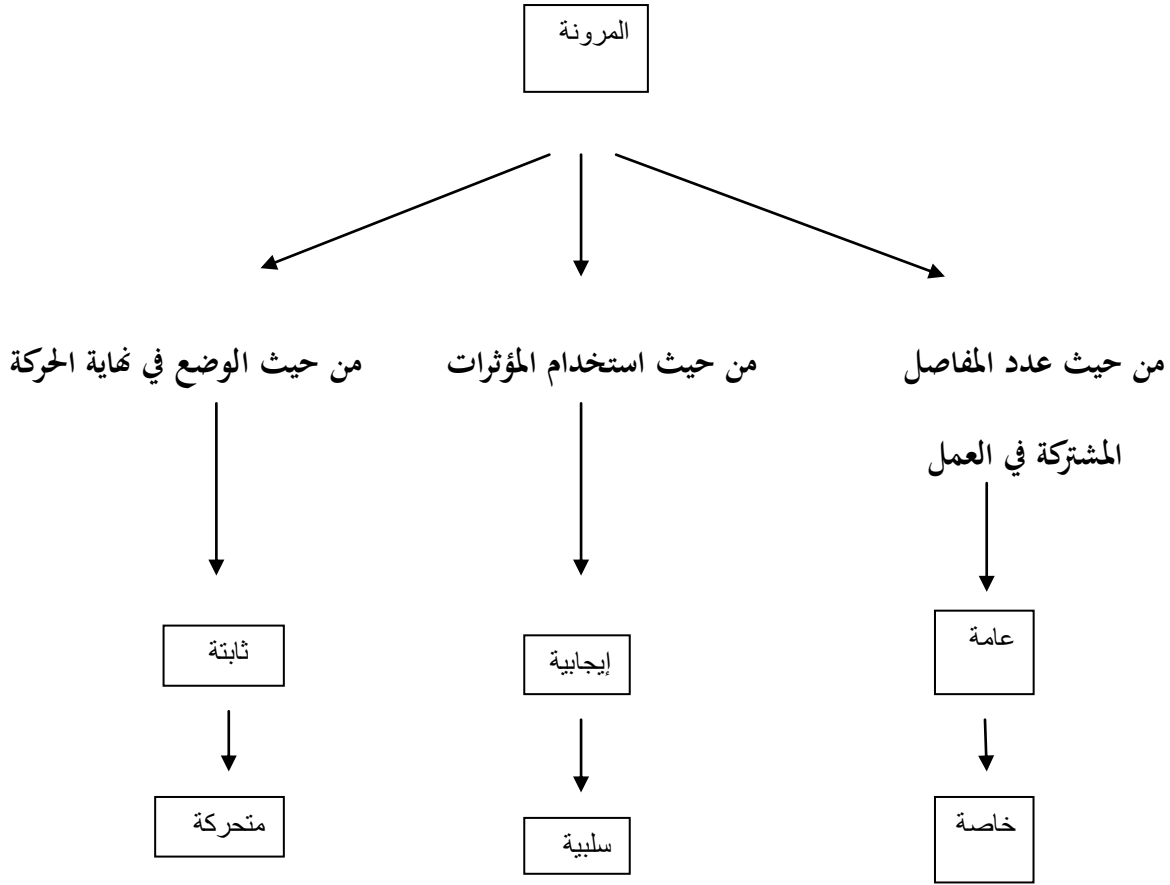 المرونة
من حيث عدد المفاصل
المشتركة في العمل
من حيث استخدام المؤثرات
من حيث الوضع في نهاية الحركة
عامة
إيجابية
ثابتة
خاصة
سلبية
متحركة